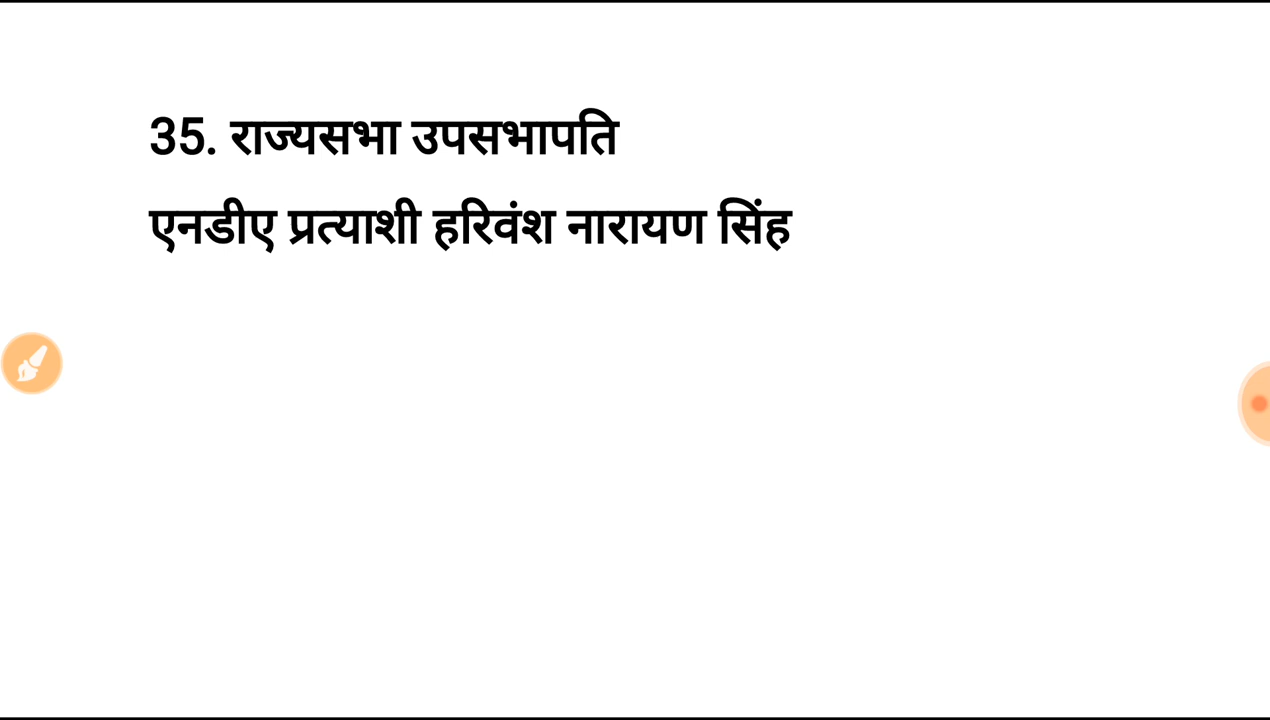 35. राज्यसभा उपसभापति
एनडीए प्रत्याशी हरिवंश नारायण सिंह